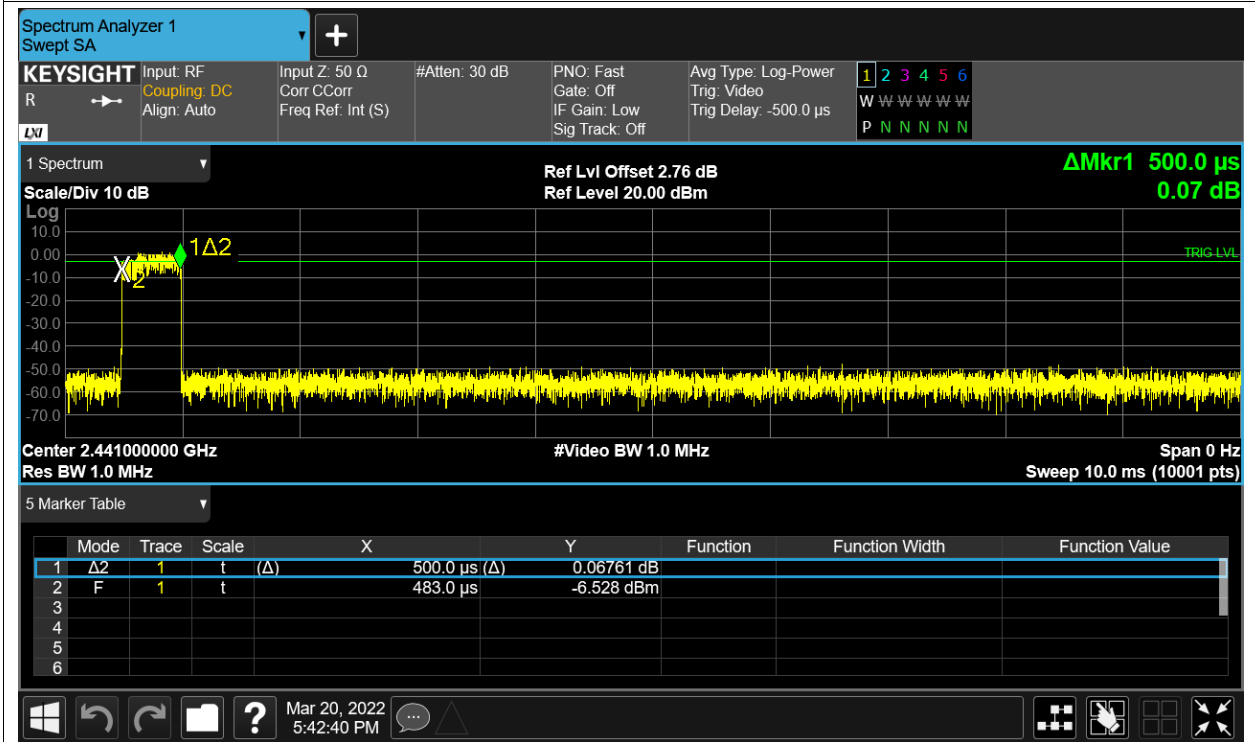 Spectrum Analyzer 1
Swept SA
+
KEYSIGHT
R
LXI
Input: RF
Coupling: DC
Align: Auto
Input Z: 50 Ω
Corr CCorr
Freq Ref: Int (S)
#Atten: 30 dB
PNO: Fast
Gate: Off
IF Gain: Low
Sig Track: Off
Avg Type: Log-Power
Trig: Video
Trig Delay: -500.0 µs
1 2 3 4 5 6
W W W W W W
P N N N N N
1 Spectrum
Scale/Div 10 dB
Ref Lvl Offset 2.76 dB
Ref Level 20.00 dBm
ΔMkr1 500.0 µs
0.07 dB
Log
10.0
0.00
-10.0
-20.0
-30.0
-40.0
-50.0
-60.0
-70.0
1Δ2
X2
TRIG LVL
Center 2.441000000 GHz
Res BW 1.0 MHz
#Video BW 1.0 MHz
Span 0 Hz
Sweep 10.0 ms (10001 pts)
5 Marker Table
Mode Trace Scale X Y Function Function Width Function Value
1 Δ2 1 t (Δ) 500.0 µs (Δ) 0.06761 dB
2 F 1 t 483.0 µs -6.528 dBm
3
4
5
6
?
Mar 20, 2022
5:42:40 PM